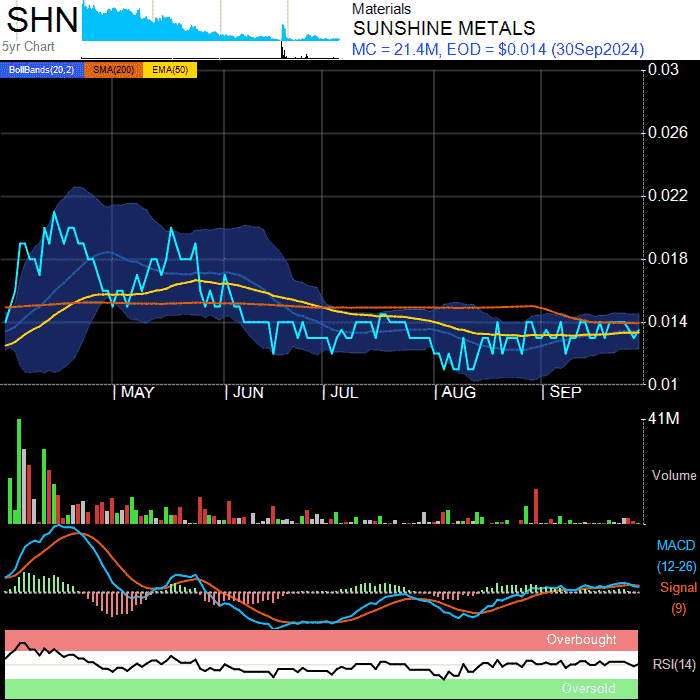 SHN
5yr Chart
Materials
SUNSHINE METALS
MC = 21.4M, EOD = $0.014 (30Sep2024)
BollBands(20,2) SMA(200) EMA(50)
0.03
0.026
0.022
0.018
0.014
0.01
MAY JUN JUL AUG SEP
41M
Volume
MACD
(12-26)
Signal
(9)
Overbought
RSI(14)
Oversold